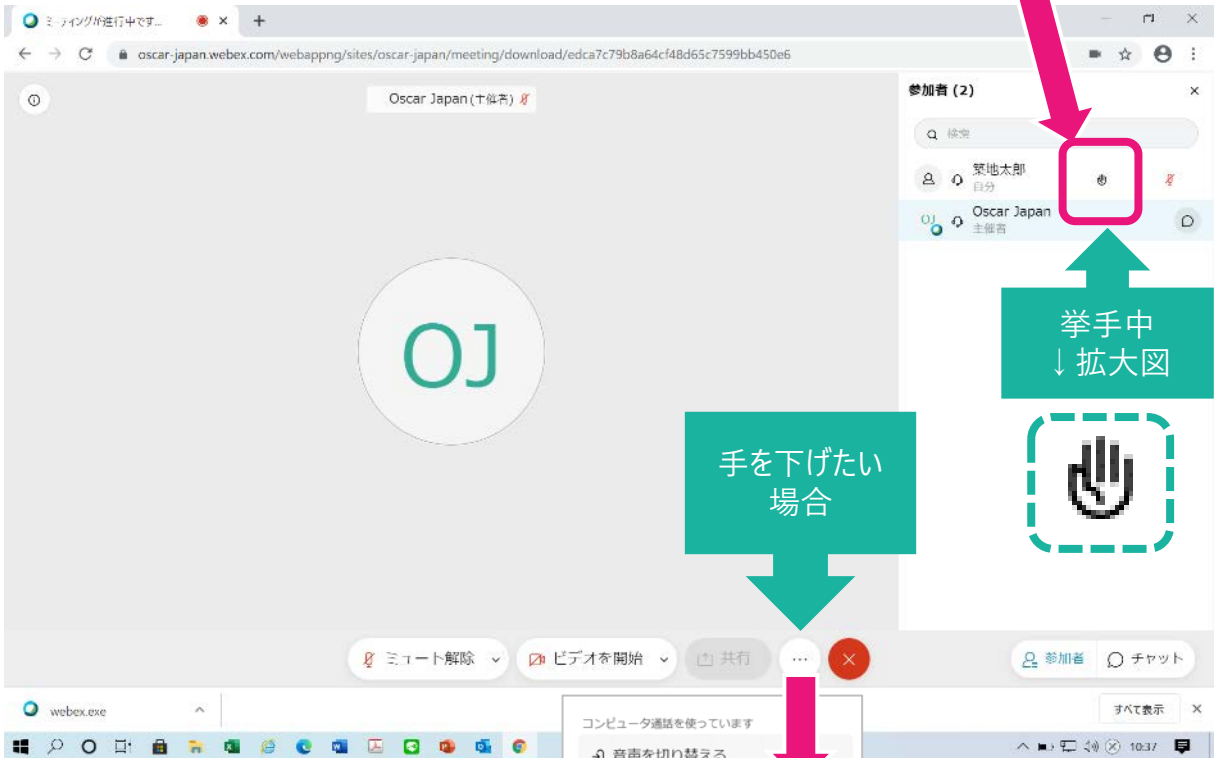 ミーティングが進行中です...
oscar-japan.webex.com/webappng/sites/oscar-japan/meeting/download/edca7c79b8a64cf48d65c7599bb450e6
Oscar Japan (主催者)
参加者 (2)
検索
築地太郎
自分
Oscar Japan
主催者
OJ
OJ
挙手中
↓拡大図
手を下げたい
場合
ミュート解除
ビデオを開始
共有
参加者
チャット
webex.exe
すべて表示
コンピュータ通話を使っています
音声を切り替える
10:37